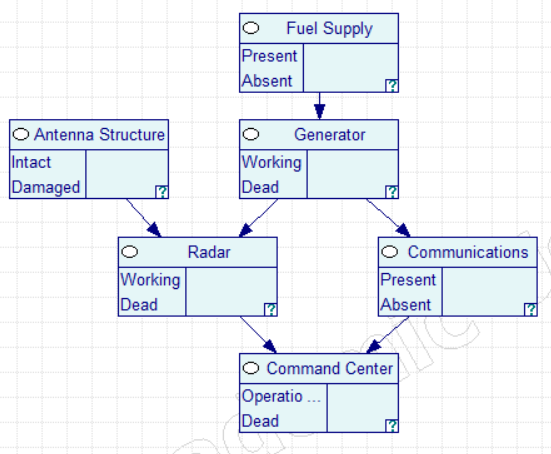 Fuel Supply
Present
Absent
?
Antenna Structure
Intact
Damaged
?
Generator
Working
Dead
?
Radar
Working
Dead
?
Communications
Present
Absent
?
Command Center
Operatio ...
Dead
?